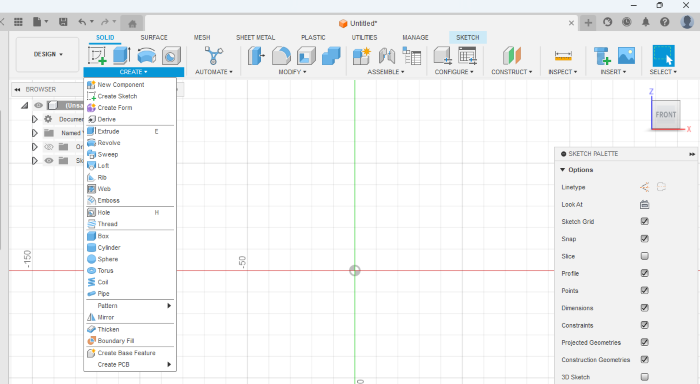 Untitled*
SOLID SURFACE MESH SHEET METAL PLASTIC UTILITIES MANAGE SKETCH
DESIGN
CREATE AUTOMATE MODIFY ASSEMBLE CONFIGURE CONSTRUCT INSPECT INSERT SELECT
BROWSER
New Component
Create Sketch
Create Form
Derive
Extrude E
Revolve
Sweep
Loft
Rib
Web
Emboss
Hole H
Thread
Box
Cylinder
Sphere
Torus
Coil
Pipe
Pattern
Mirror
Thicken
Boundary Fill
Create Base Feature
Create PCB
(Unsa
Docume
Named
Or
Sk
-150
-50
0
Z
FRONT
X
SKETCH PALETTE
Options
Linetype
Look At
Sketch Grid
Snap
Slice
Profile
Points
Dimensions
Constraints
Projected Geometries
Construction Geometries
3D Sketch